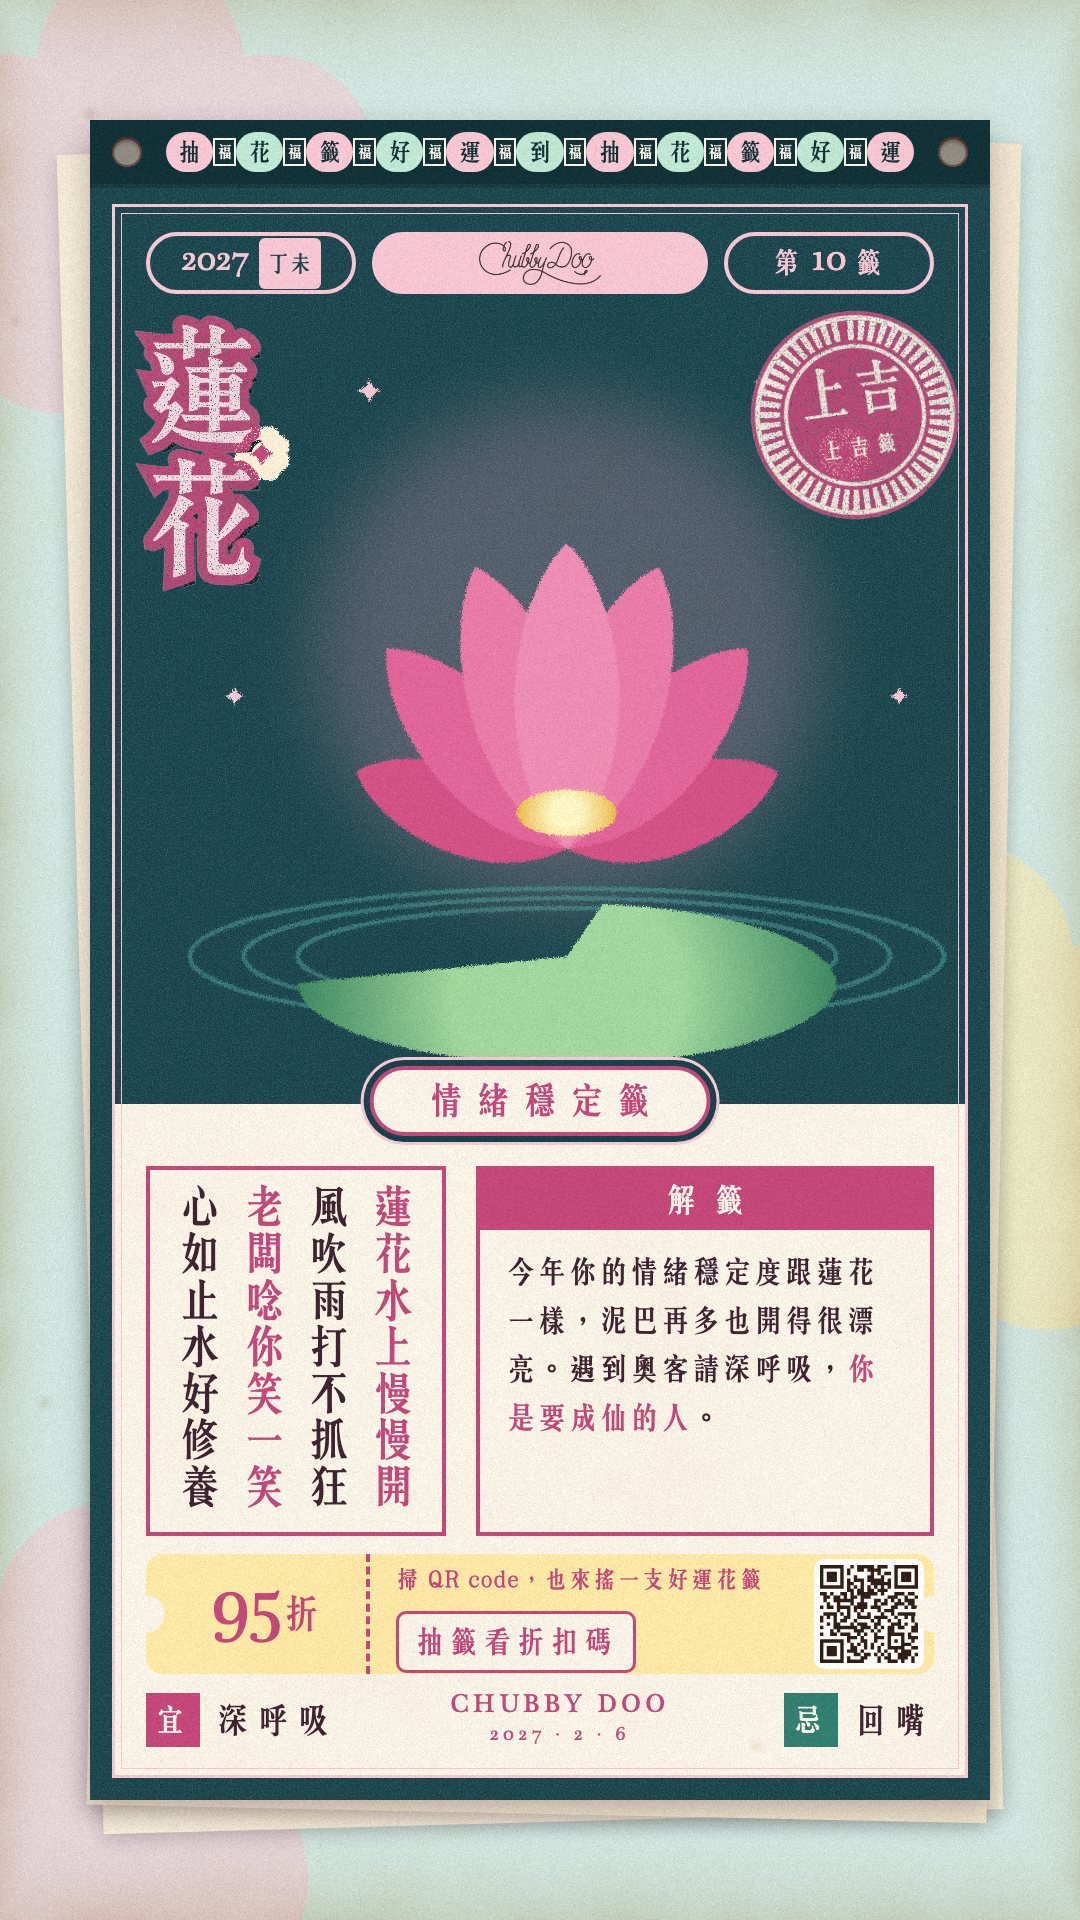 抽福花福籤福好福運福到福抽福花福籤福好福運
2027 丁未
Chubby Doo
第 10 籤
蓮花
上吉
上吉籤
情緒穩定籤
蓮花水上慢慢開
風吹雨打不抓狂
老闆唸你笑一笑
心如止水好修養
解籤
今年你的情緒穩定度跟蓮花
一樣，泥巴再多也開得很漂
亮。遇到奧客請深呼吸，你
是要成仙的人。
95折
掃 QR code，也來搖一支好運花籤
抽籤看折扣碼
宜 深呼吸
CHUBBY DOO
2027 · 2 · 6
忌 回嘴